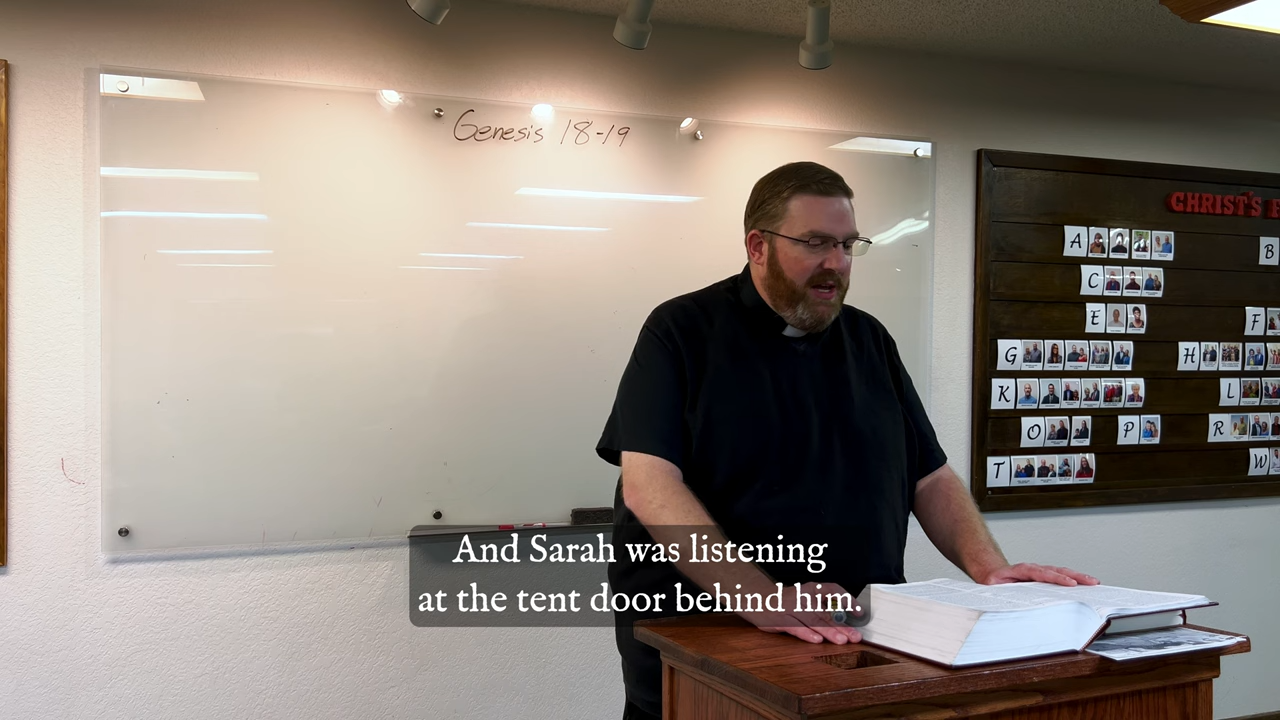 Genesis 18-19
CHRIST'S
A
B
C
E
F
G
H
K
L
O
P
R
T
W
And Sarah was listening
at the tent door behind him.